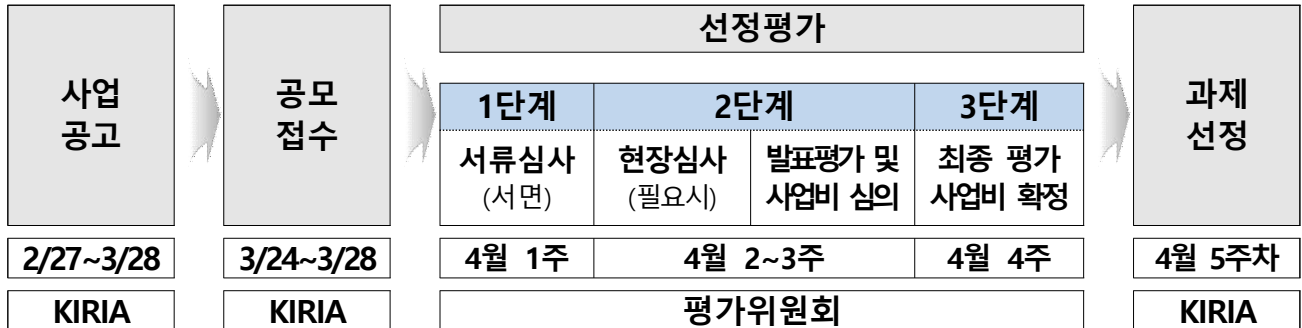 선정평가
사업
공고
공모
접수
1단계 2단계 3단계
과제
선정
서류심사 현장심사 발표평가 및 최종 평가
(서면) (필요시) 사업비 심의 사업비 확정
2/27~3/28 3/24~3/28 4월 1주 4월 2~3주 4월 4주 4월 5주차
KIRIA KIRIA 평가위원회 KIRIA